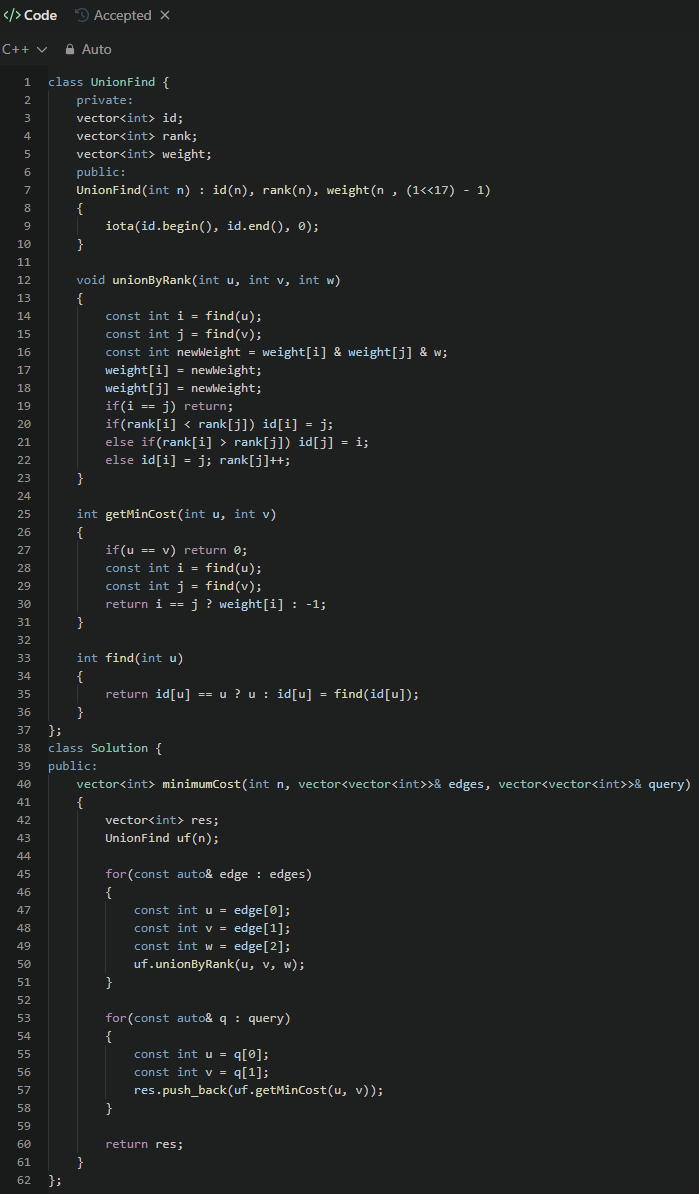 </> Code Accepted ×
C++ Auto
1 class UnionFind {
2     private:
3     vector<int> id;
4     vector<int> rank;
5     vector<int> weight;
6     public:
7     UnionFind(int n) : id(n), rank(n), weight(n , (1<<17) - 1)
8     {
9         iota(id.begin(), id.end(), 0);
10     }
11
12     void unionByRank(int u, int v, int w)
13     {
14         const int i = find(u);
15         const int j = find(v);
16         const int newWeight = weight[i] & weight[j] & w;
17         weight[i] = newWeight;
18         weight[j] = newWeight;
19         if(i == j) return;
20         if(rank[i] < rank[j]) id[i] = j;
21         else if(rank[i] > rank[j]) id[j] = i;
22         else id[i] = j; rank[j]++;
23     }
24
25     int getMinCost(int u, int v)
26     {
27         if(u == v) return 0;
28         const int i = find(u);
29         const int j = find(v);
30         return i == j ? weight[i] : -1;
31     }
32
33     int find(int u)
34     {
35         return id[u] == u ? u : id[u] = find(id[u]);
36     }
37 };
38 class Solution {
39 public:
40     vector<int> minimumCost(int n, vector<vector<int>>& edges, vector<vector<int>>& query)
41     {
42         vector<int> res;
43         UnionFind uf(n);
44
45         for(const auto& edge : edges)
46         {
47             const int u = edge[0];
48             const int v = edge[1];
49             const int w = edge[2];
50             uf.unionByRank(u, v, w);
51         }
52
53         for(const auto& q : query)
54         {
55             const int u = q[0];
56             const int v = q[1];
57             res.push_back(uf.getMinCost(u, v));
58         }
59
60         return res;
61     }
62 };